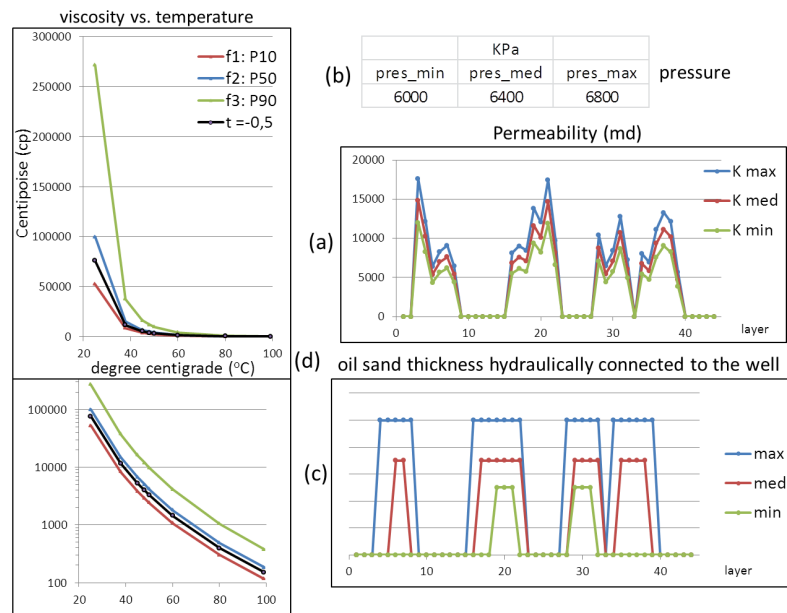 viscosity vs. temperature
300000
250000
200000
150000
100000
50000
0
Centipoise (cp)
f1: P10
f2: P50
f3: P90
t =-0,5
20 40 60 80 100
degree centigrade (°C)
100000
10000
1000
100
20 40 60 80 100
(b)
KPa
pres_min pres_med pres_max
6000 6400 6800
pressure
Permeability (md)
(a)
20000
15000
10000
5000
0
K max
K med
K min
0 10 20 30 40
layer
(d)
oil sand thickness hydraulically connected to the well
(c)
max
med
min
0 10 20 30 40
layer